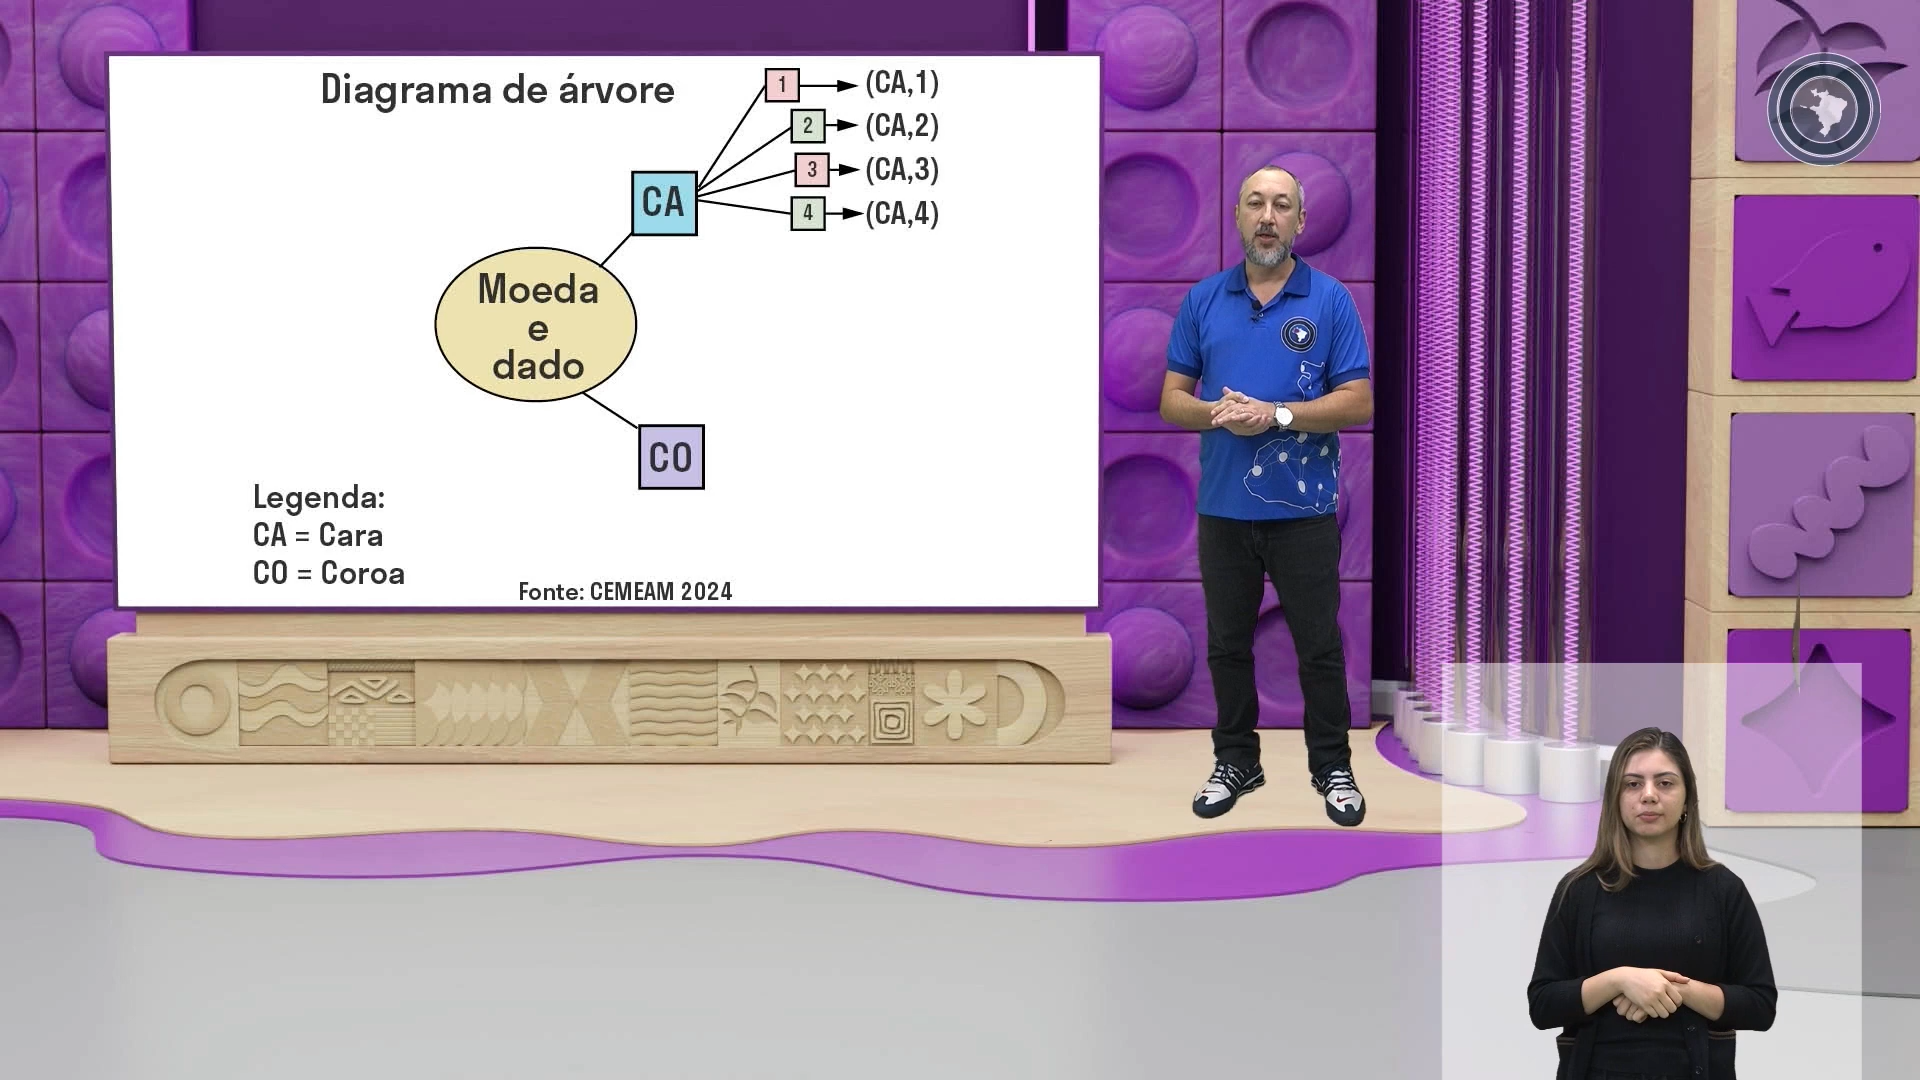 Diagrama de árvore
1 (CA,1)
2 (CA,2)
3 (CA,3)
4 (CA,4)
CA
Moeda
e
dado
CO
Legenda:
CA = Cara
CO = Coroa
Fonte: CEMEAM 2024